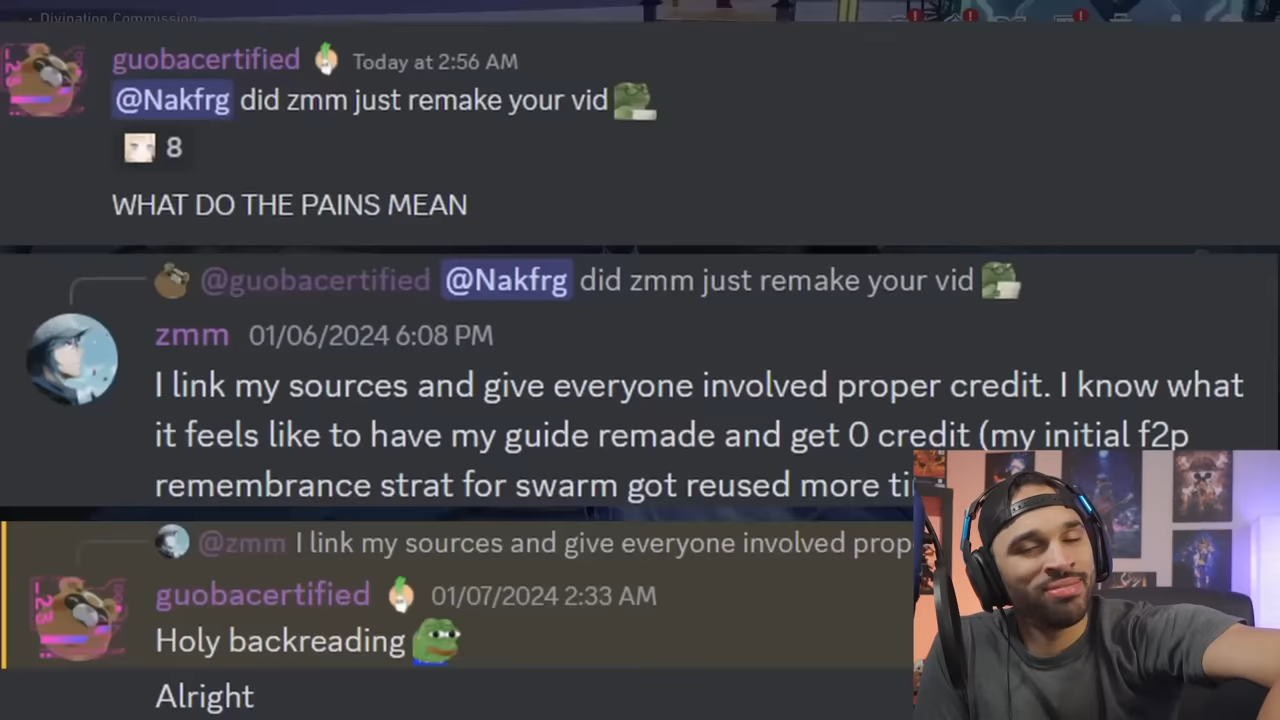 Divination Commission
guobacertified Today at 2:56 AM
@Nakfrg did zmm just remake your vid
8
WHAT DO THE PAINS MEAN
@guobacertified @Nakfrg did zmm just remake your vid
zmm 01/06/2024 6:08 PM
I link my sources and give everyone involved proper credit. I know what
it feels like to have my guide remade and get 0 credit (my initial f2p
remembrance strat for swarm got reused more ti
@zmm I link my sources and give everyone involved prop
guobacertified 01/07/2024 2:33 AM
Holy backreading
Alright